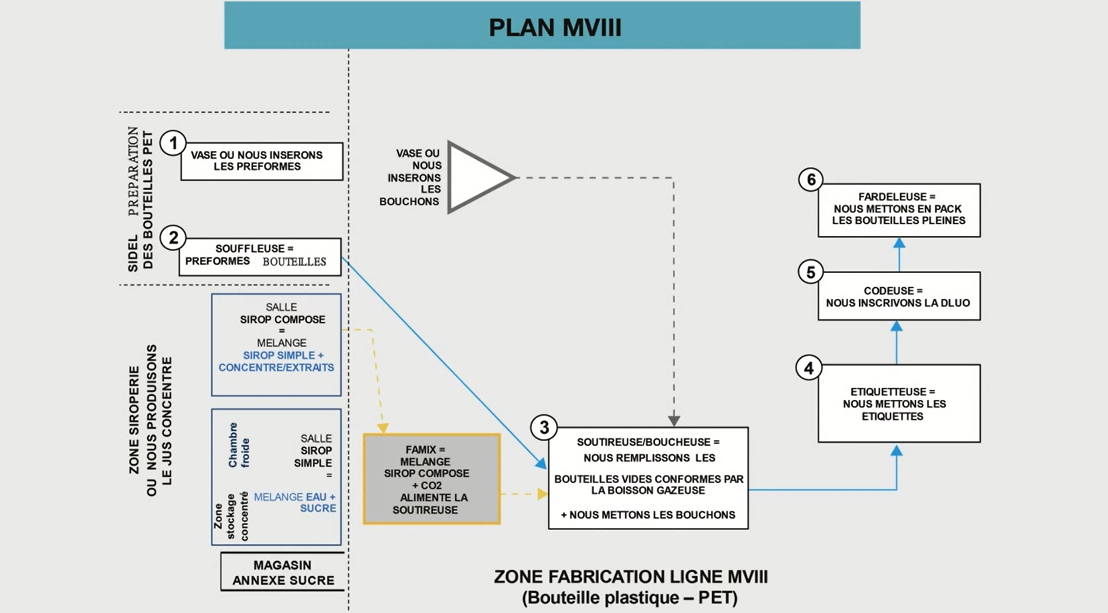 PLAN MVIII
SIDEL PREPARATION
DES BOUTEILLES PET
1
VASE OU NOUS INSERONS
LES PREFORMES
2
SOUFFLEUSE =
PREFORMES BOUTEILLES
VASE OU
NOUS
INSERONS
LES
BOUCHONS
ZONE SIROPERIE
OU NOUS PRODUISONS
LE JUS CONCENTRE
SALLE
SIROP COMPOSE
=
MELANGE
SIROP SIMPLE +
CONCENTRE/EXTRAITS
Chambre
froide
SALLE
SIROP
SIMPLE
=
MELANGE EAU +
SUCRE
Zone
stockage
concentré
MAGASIN
ANNEXE SUCRE
FAMIX =
MELANGE
SIROP COMPOSE
+ CO2
ALIMENTE LA
SOUTIREUSE
3
SOUTIREUSE/BOUCHEUSE =
NOUS REMPLISSONS LES
BOUTEILLES VIDES CONFORMES PAR
LA BOISSON GAZEUSE
+ NOUS METTONS LES BOUCHONS
4
ETIQUETTEUSE =
NOUS METTONS LES
ETIQUETTES
5
CODEUSE =
NOUS INSCRIVONS LA DLUO
6
FARDELEUSE =
NOUS METTONS EN PACK
LES BOUTEILLES PLEINES
ZONE FABRICATION LIGNE MVIII
(Bouteille plastique – PET)